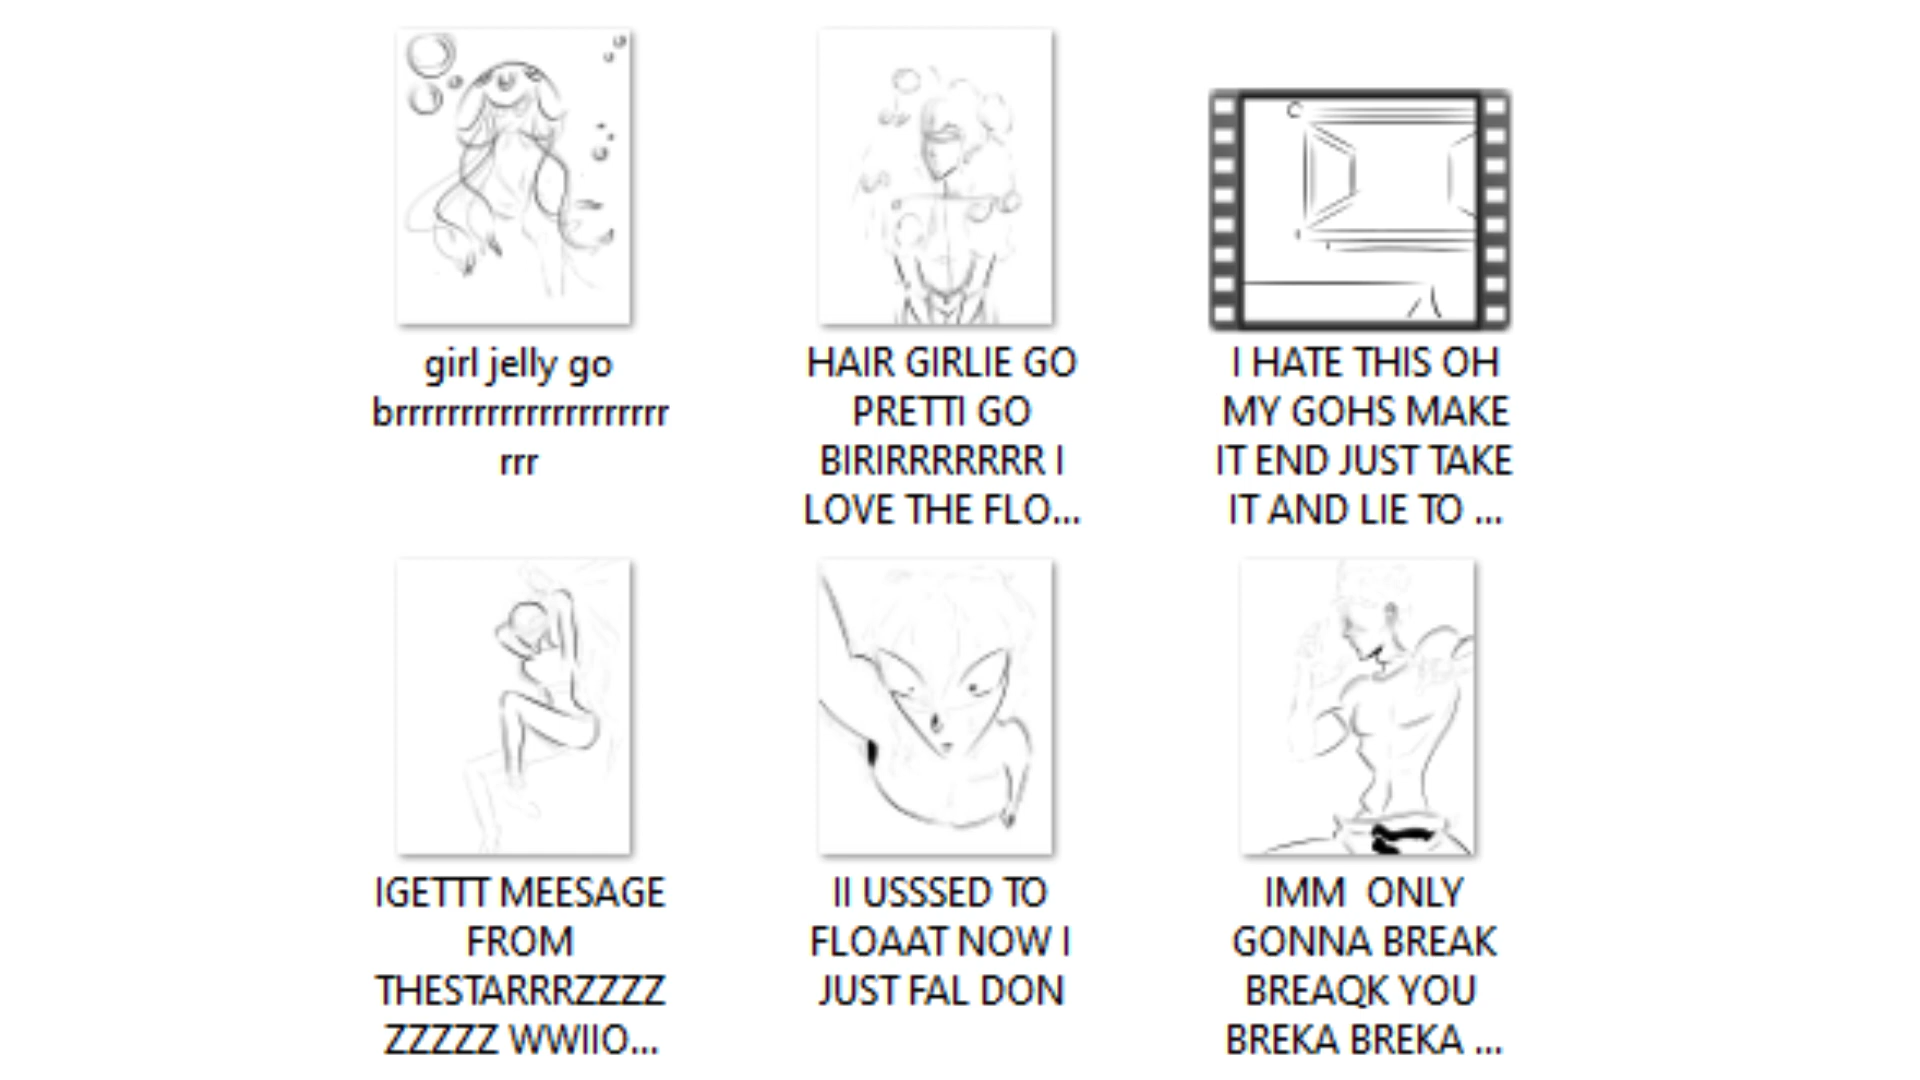 girl jelly go
brrrrrrrrrrrrrrrrrrrrr
rrr
HAIR GIRLIE GO
PRETTI GO
BIRIRRRRRRR I
LOVE THE FLO...
I HATE THIS OH
MY GOHS MAKE
IT END JUST TAKE
IT AND LIE TO ...
IGETTT MEESAGE
FROM
THESTARRRZZZZ
ZZZZZ WWIIO...
II USSSED TO
FLOAAT NOW I
JUST FAL DON
IMM  ONLY
GONNA BREAK
BREAQK YOU
BREKA BREKA ...